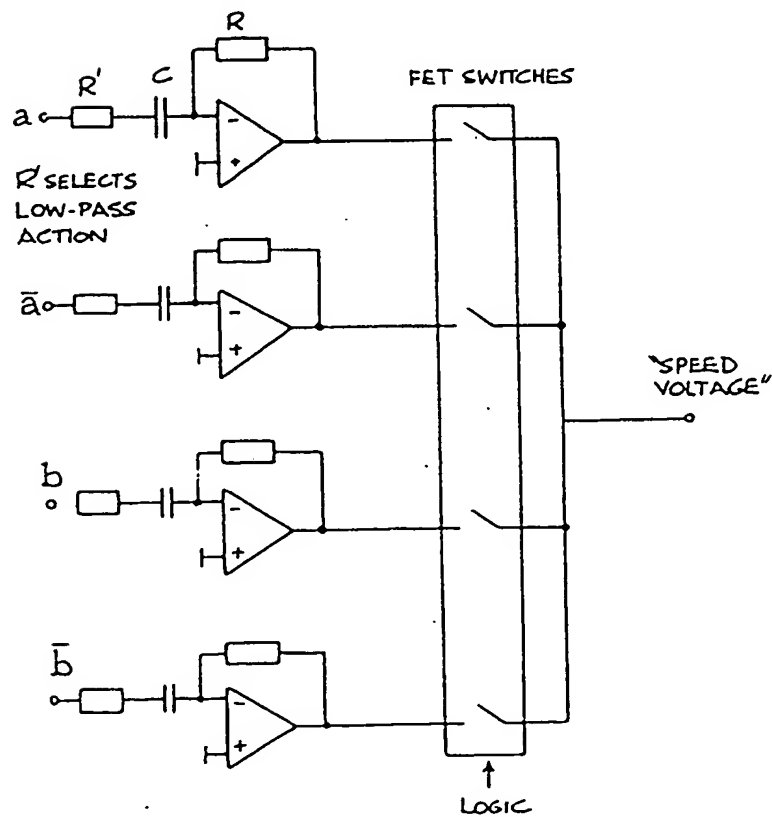 R
R'
C
FET SWITCHES
a
-
+
R' SELECTS
LOW-PASS
ACTION
ā
-
+
"SPEED
VOLTAGE"
b
-
+
b̄
-
+
LOGIC